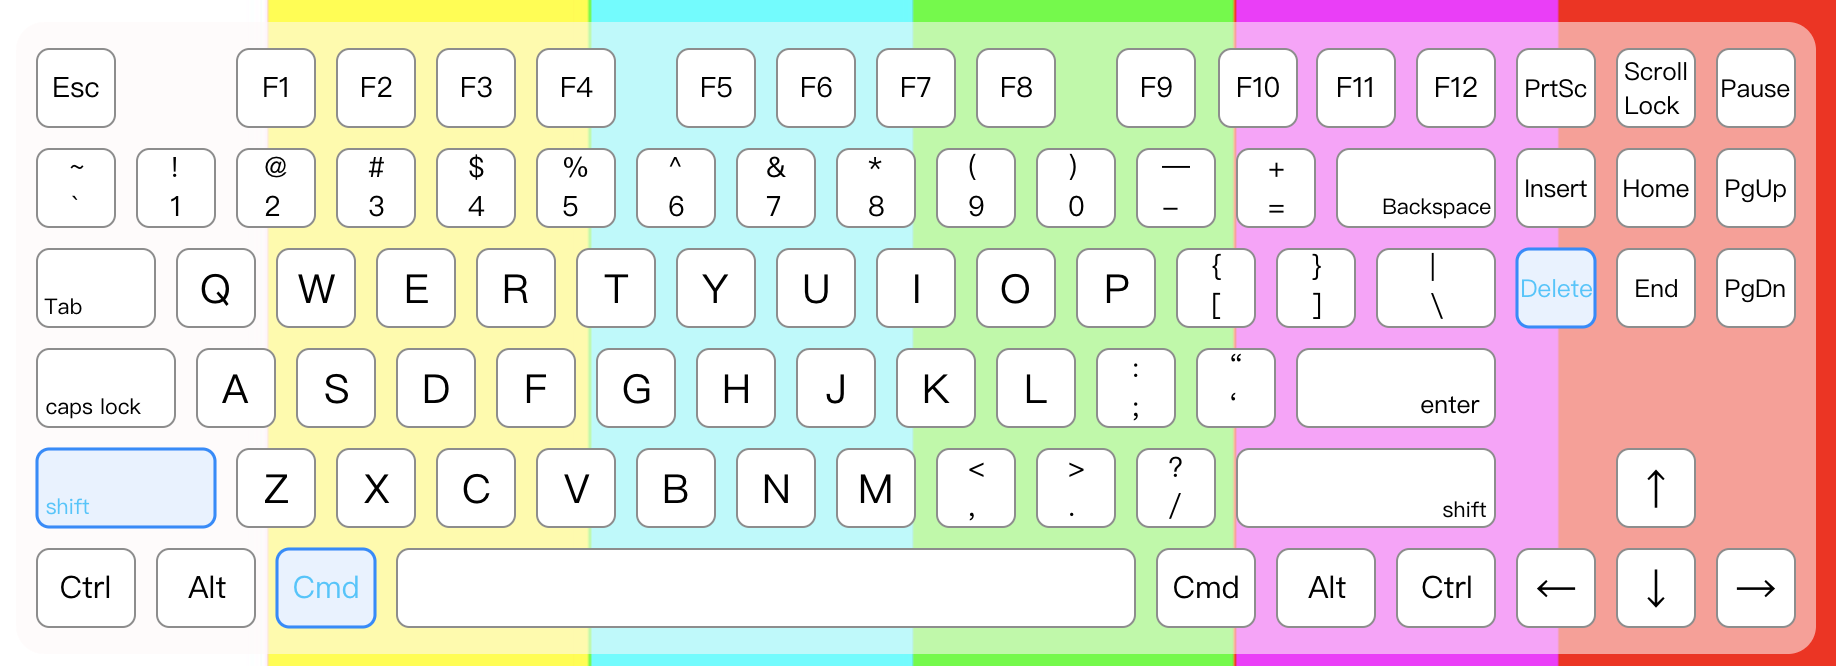 Esc F1 F2 F3 F4 F5 F6 F7 F8 F9 F10 F11 F12 PrtSc Scroll Lock Pause
~ ! @ # $ % ^ & * ( ) — +
` 1 2 3 4 5 6 7 8 9 0 – = Backspace Insert Home PgUp
Tab Q W E R T Y U I O P { [ } ] | \ Delete End PgDn
caps lock A S D F G H J K L : ; “ ‘ enter
shift Z X C V B N M < , > . ? / shift ↑
Ctrl Alt Cmd Cmd Alt Ctrl ← ↓ →